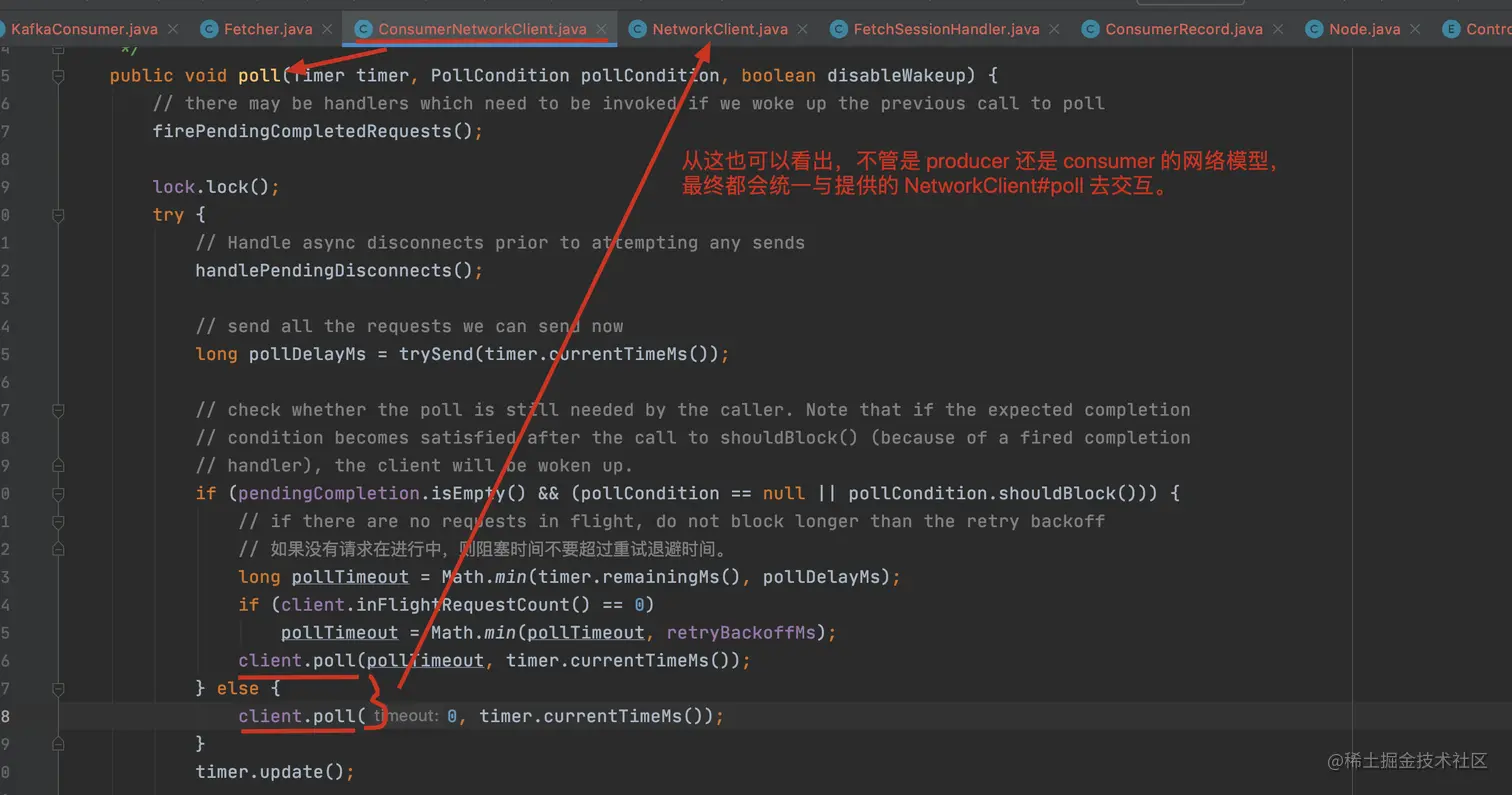 KafkaConsumer.java Fetcher.java ConsumerNetworkClient.java NetworkClient.java FetchSessionHandler.java ConsumerRecord.java Node.java Contro
4 */
5 public void poll(Timer timer, PollCondition pollCondition, boolean disableWakeup) {
6 // there may be handlers which need to be invoked if we woke up the previous call to poll
7 firePendingCompletedRequests();
8
从这也可以看出，不管是 producer 还是 consumer 的网络模型，
9 lock.lock();
最终都会统一与提供的 NetworkClient#poll 去交互。
0 try {
1 // Handle async disconnects prior to attempting any sends
2 handlePendingDisconnects();
3
4 // send all the requests we can send now
5 long pollDelayMs = trySend(timer.currentTimeMs());
6
7 // check whether the poll is still needed by the caller. Note that if the expected completion
8 // condition becomes satisfied after the call to shouldBlock() (because of a fired completion
9 // handler), the client will be woken up.
0 if (pendingCompletion.isEmpty() && (pollCondition == null || pollCondition.shouldBlock())) {
1 // if there are no requests in flight, do not block longer than the retry backoff
2 // 如果没有请求在进行中，则阻塞时间不要超过重试退避时间。
3 long pollTimeout = Math.min(timer.remainingMs(), pollDelayMs);
4 if (client.inFlightRequestCount() == 0)
5 pollTimeout = Math.min(pollTimeout, retryBackoffMs);
6 client.poll(pollTimeout, timer.currentTimeMs());
7 } else {
8 client.poll( timeout: 0, timer.currentTimeMs());
9 }
0 timer.update();
@稀土掘金技术社区